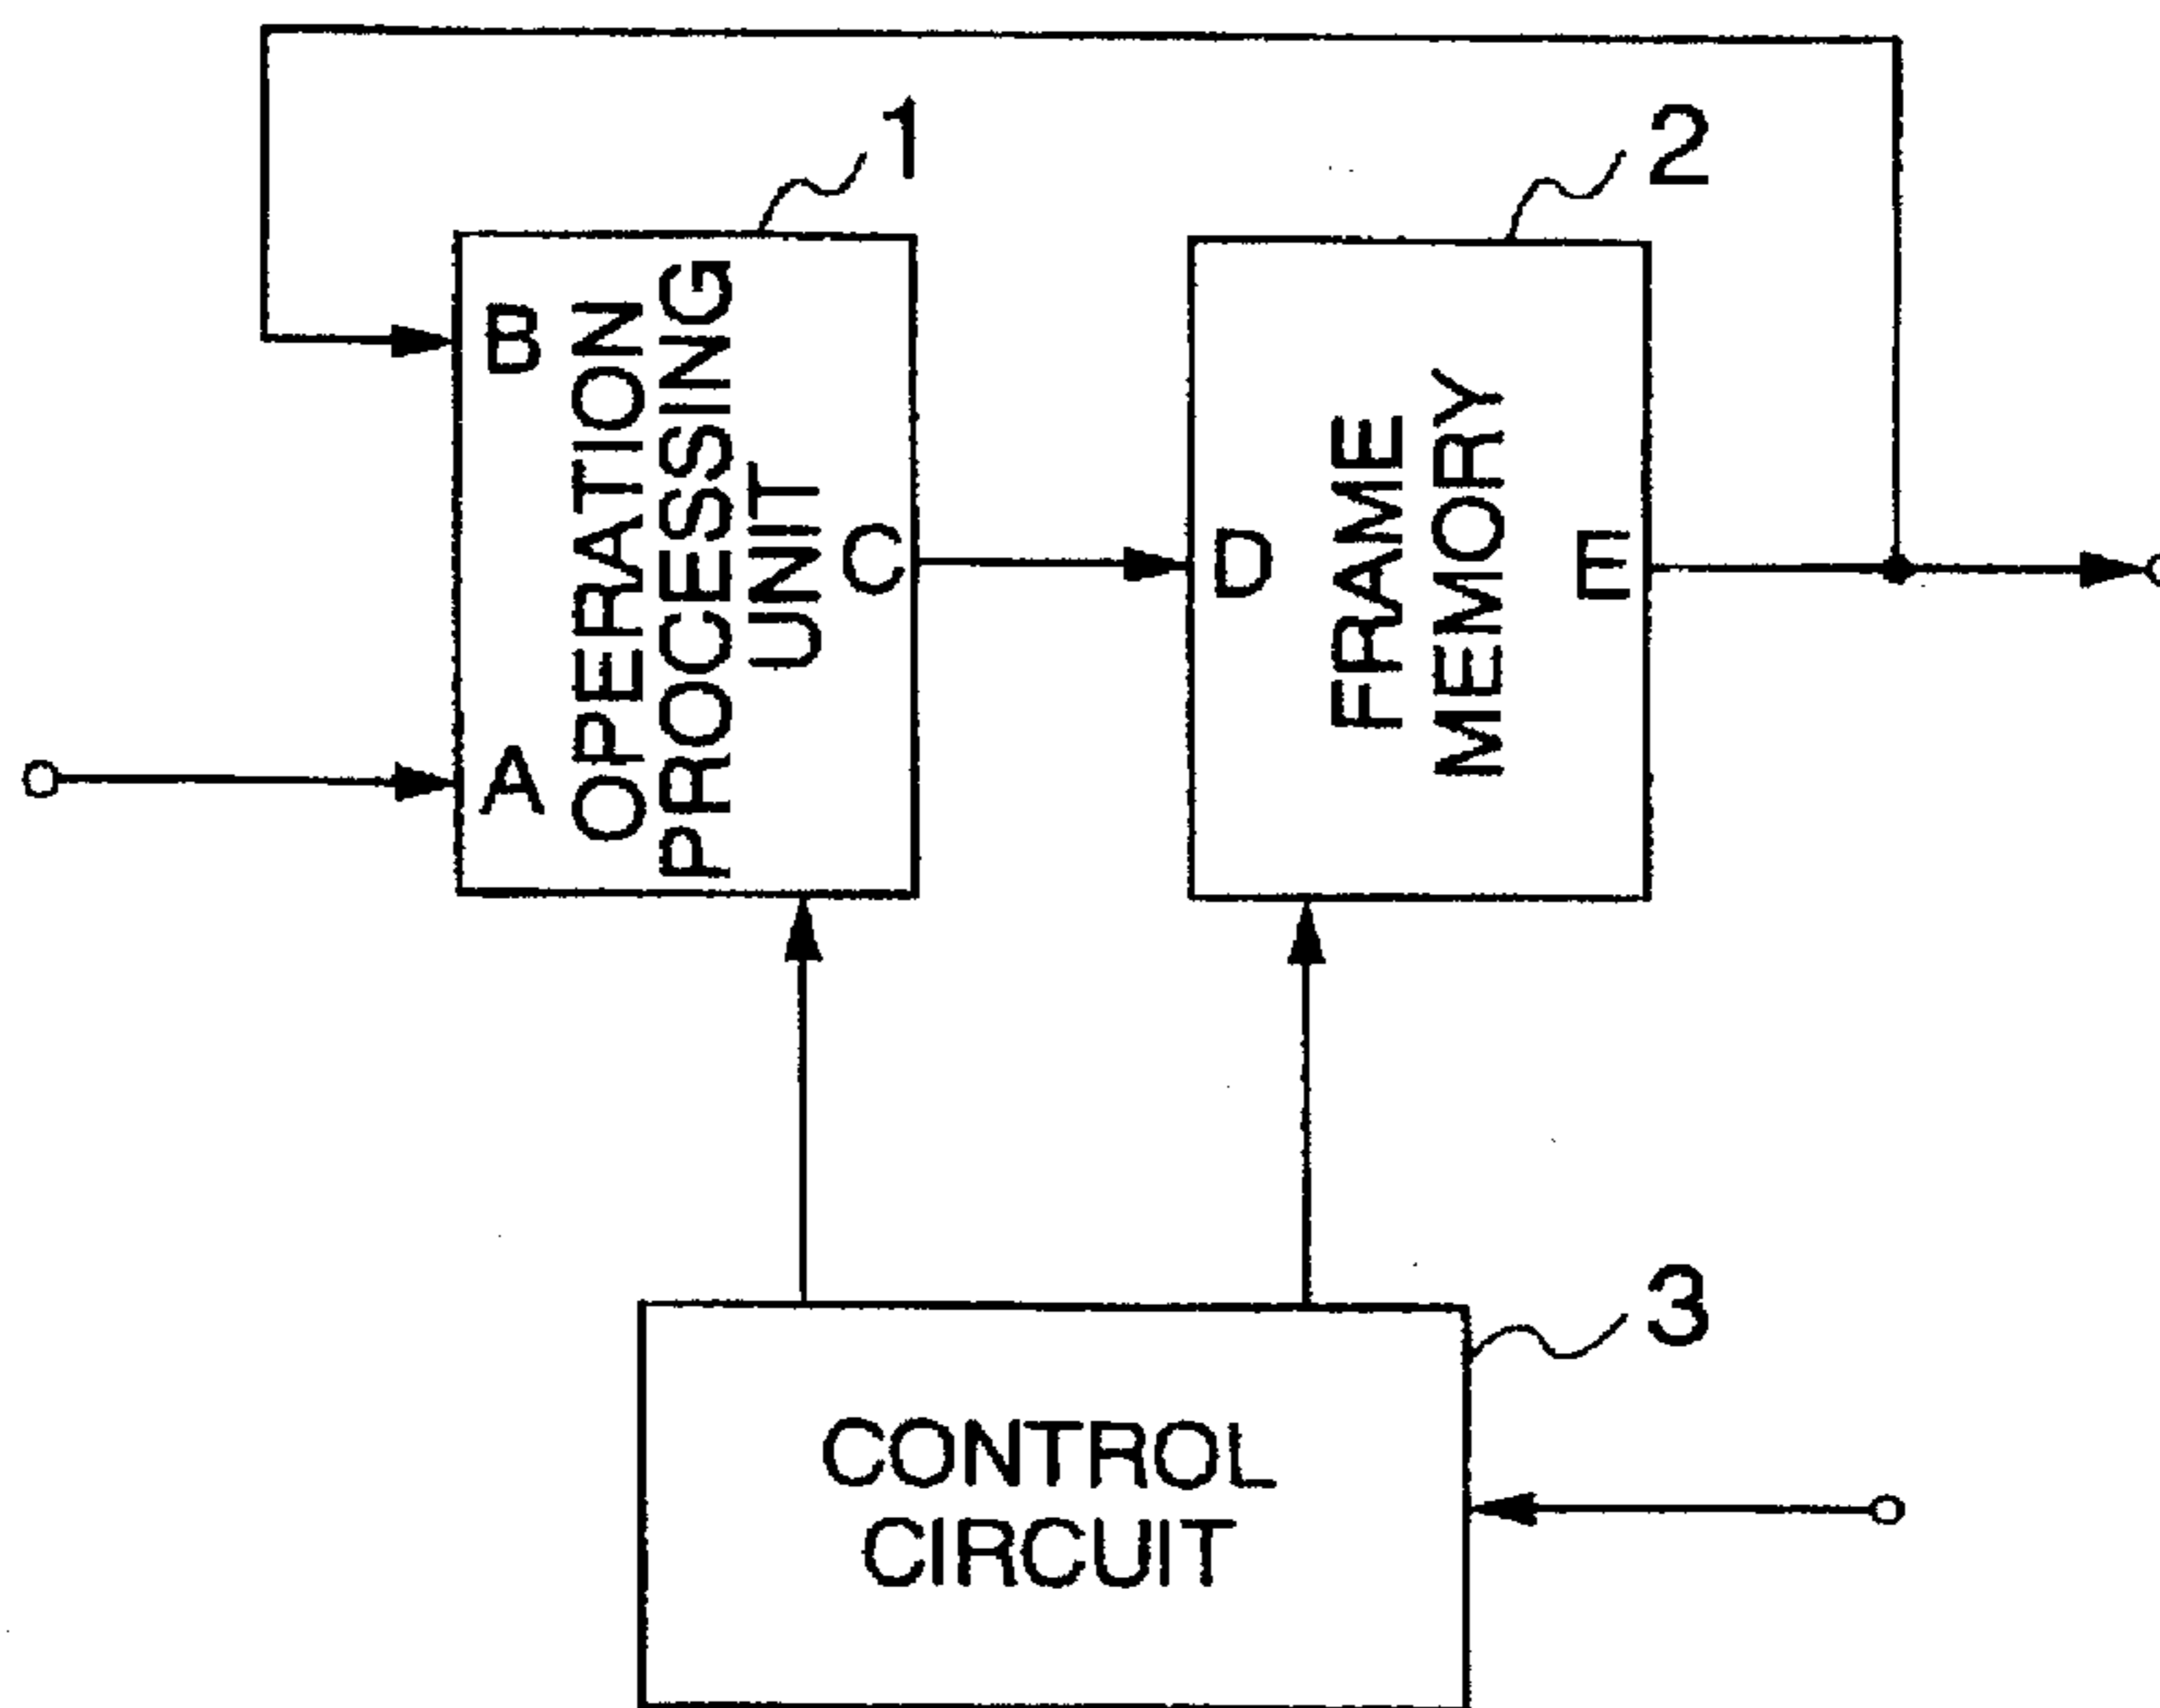 1
2
B
OPERATION
PROCESSING
UNIT
C
A
D
FRAME
MEMORY
E
3
CONTROL
CIRCUIT